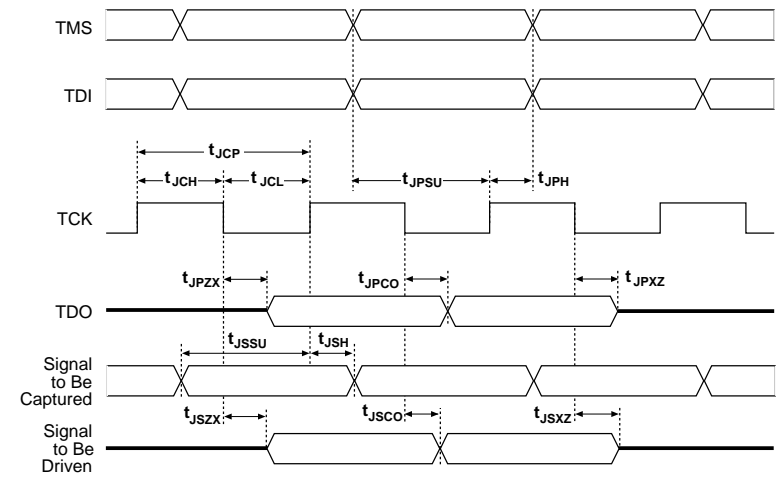 TMS
TDI
tJCP
tJCH
tJCL
tJPSU
tJPH
TCK
tJPZX
tJPCO
tJPXZ
TDO
tJSSU
tJSH
Signal
to Be
Captured
tJSZX
tJSCO
tJSXZ
Signal
to Be
Driven